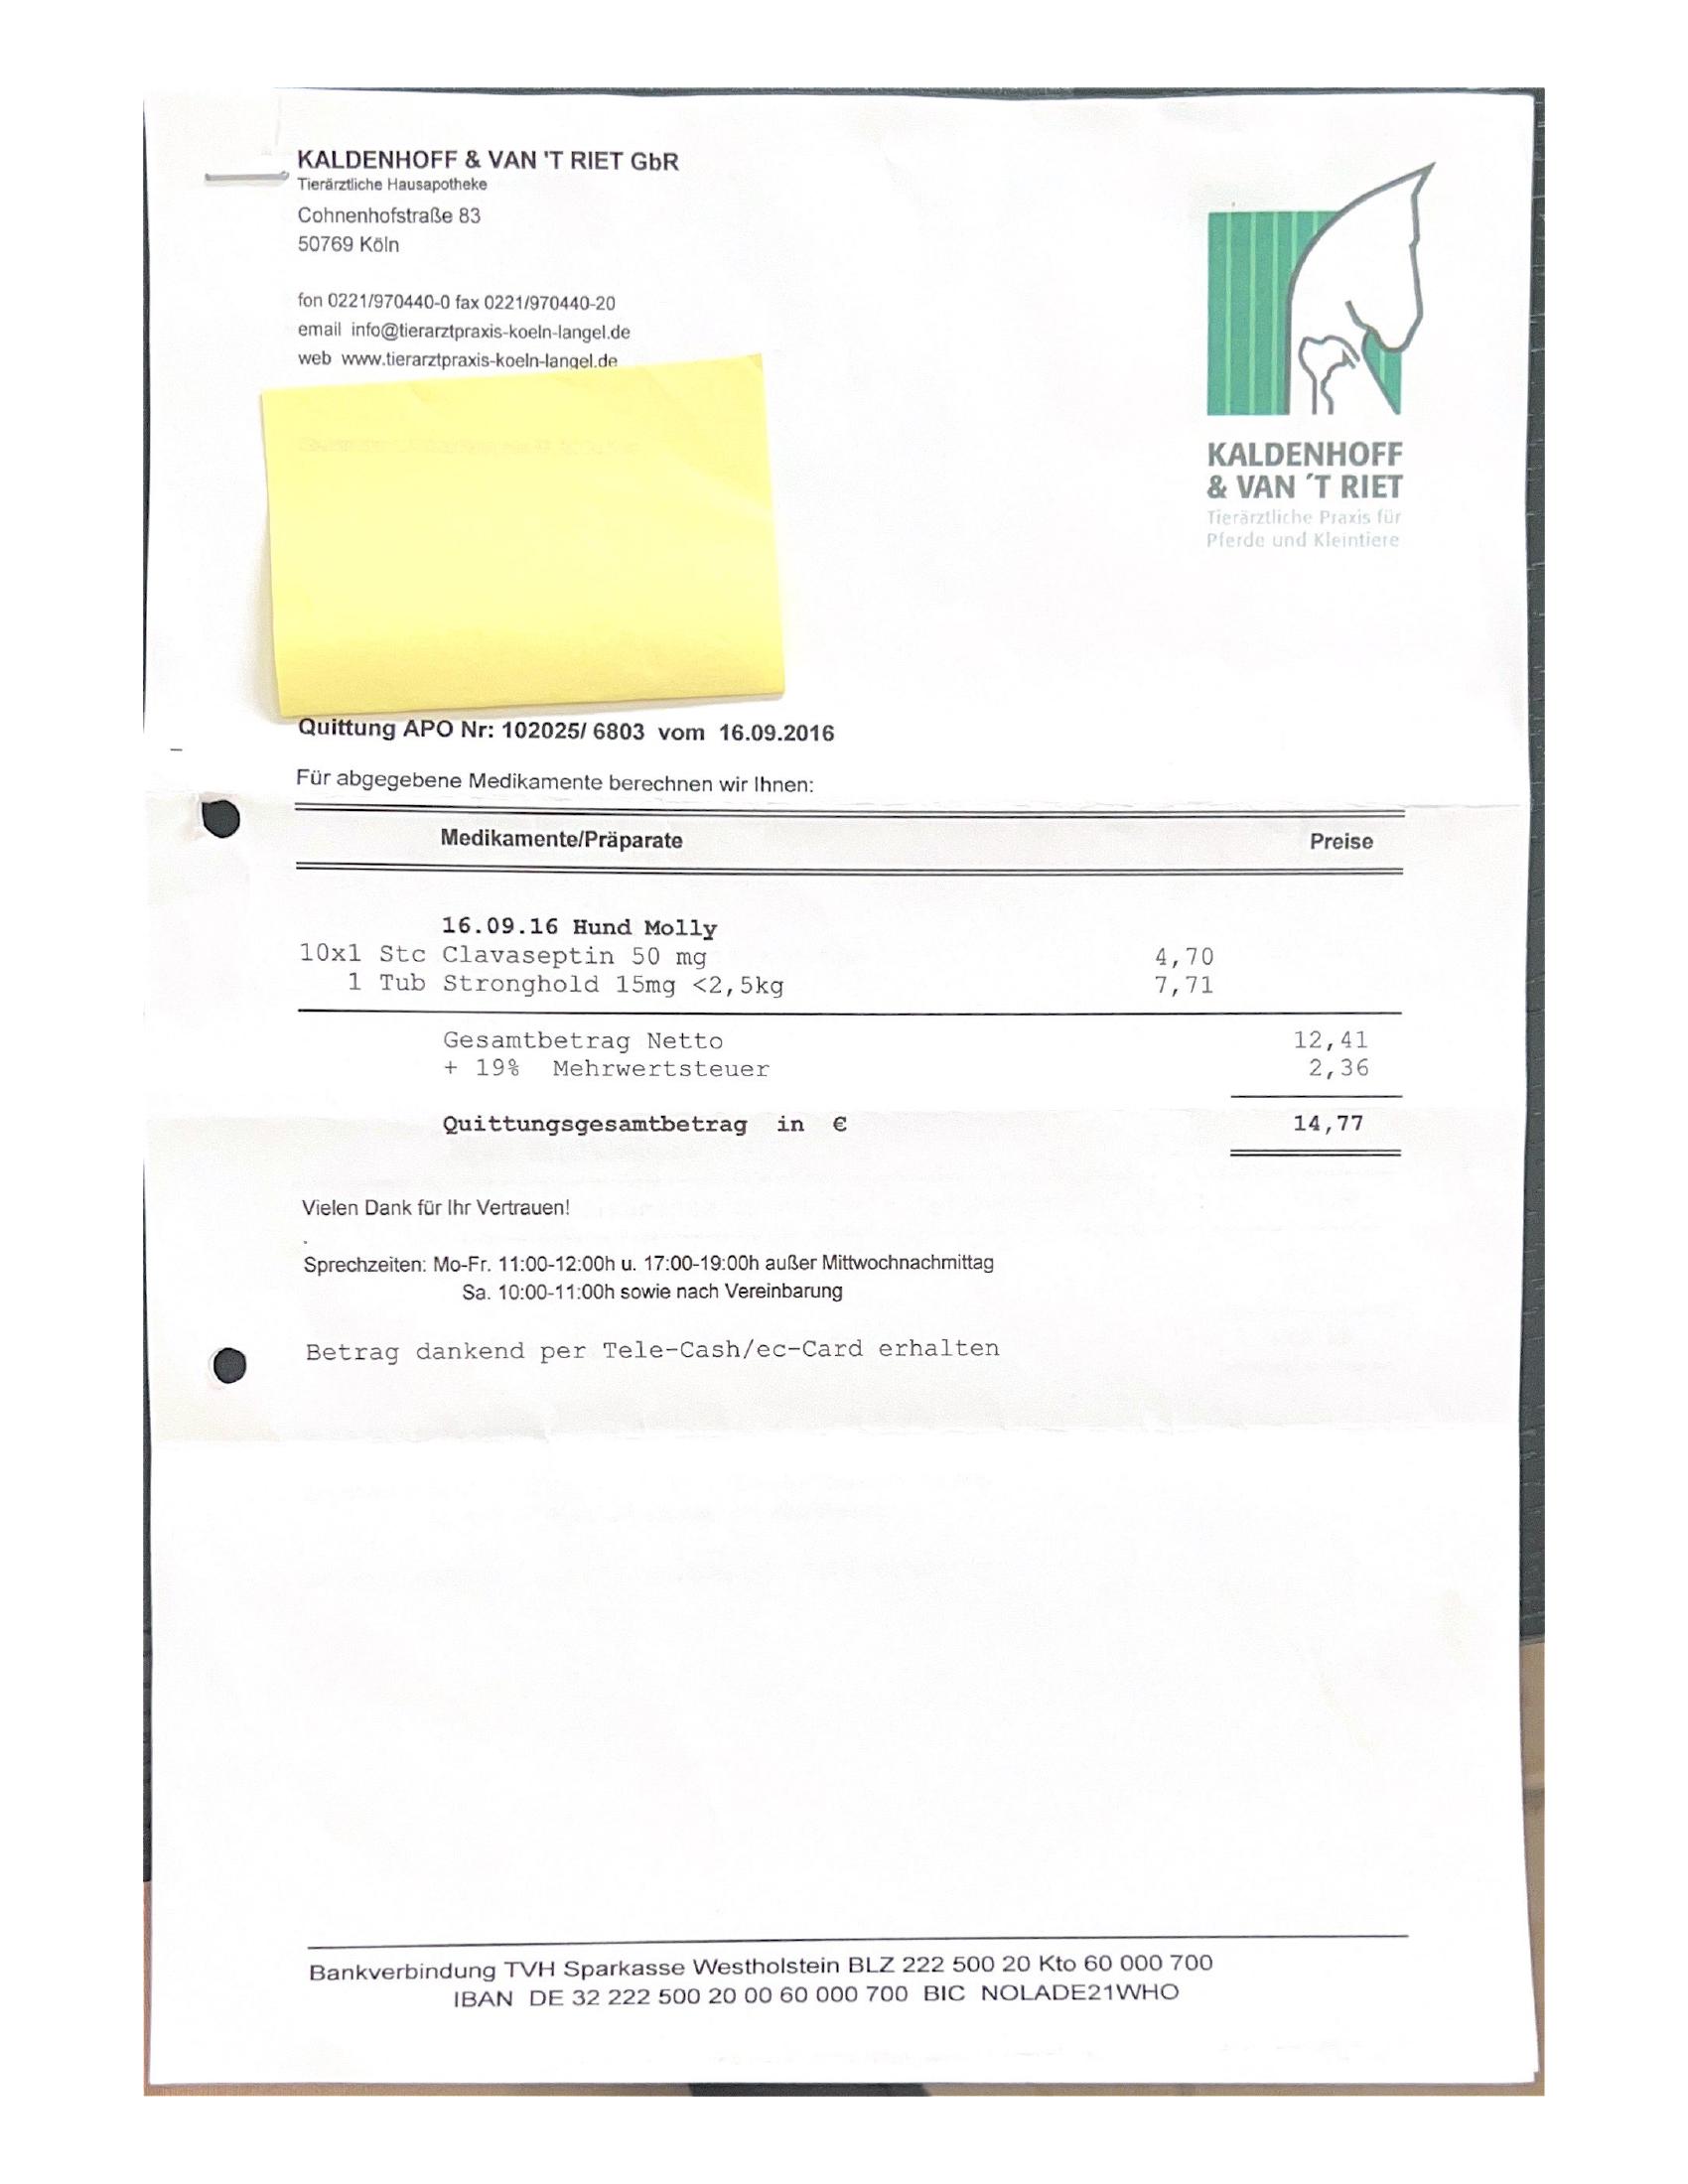 KALDENHOFF & VAN 'T RIET GbR
Tierärztliche Hausapotheke
Cohnenhofstraße 83
50769 Köln
fon 0221/970440-0 fax 0221/970440-20
email info@tierarztpraxis-koeln-langel.de
web www.tierarztpraxis-koeln-langel.de
KALDENHOFF
& VAN ´T RIET
Tierärztliche Praxis für
Pferde und Kleintiere
Quittung APO Nr: 102025/ 6803 vom 16.09.2016
Für abgegebene Medikamente berechnen wir Ihnen:
Medikamente/Präparate Preise
16.09.16 Hund Molly
10x1 Stc Clavaseptin 50 mg 4,70
1 Tub Stronghold 15mg <2,5kg 7,71
Gesamtbetrag Netto 12,41
+ 19% Mehrwertsteuer 2,36
Quittungsgesamtbetrag in € 14,77
Vielen Dank für Ihr Vertrauen!
.
Sprechzeiten: Mo-Fr. 11:00-12:00h u. 17:00-19:00h außer Mittwochnachmittag
Sa. 10:00-11:00h sowie nach Vereinbarung
Betrag dankend per Tele-Cash/ec-Card erhalten
Bankverbindung TVH Sparkasse Westholstein BLZ 222 500 20 Kto 60 000 700
IBAN DE 32 222 500 20 00 60 000 700 BIC NOLADE21WHO